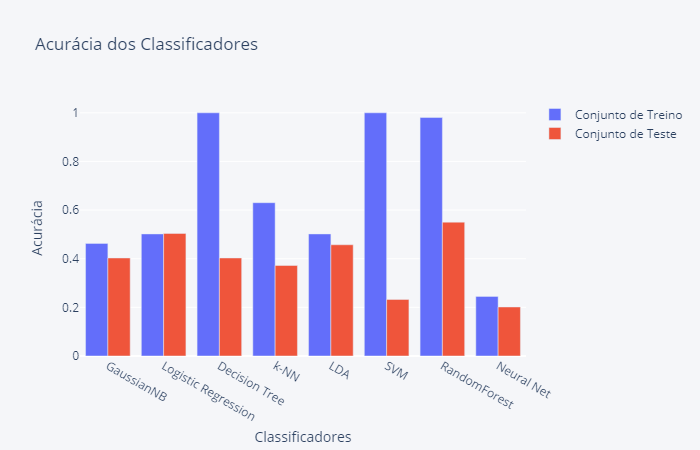 Acurácia dos Classificadores
Conjunto de Treino
Conjunto de Teste
Acurácia
1
0.8
0.6
0.4
0.2
0
GaussianNB
Logistic Regression
Decision Tree
k-NN
LDA
SVM
RandomForest
Neural Net
Classificadores